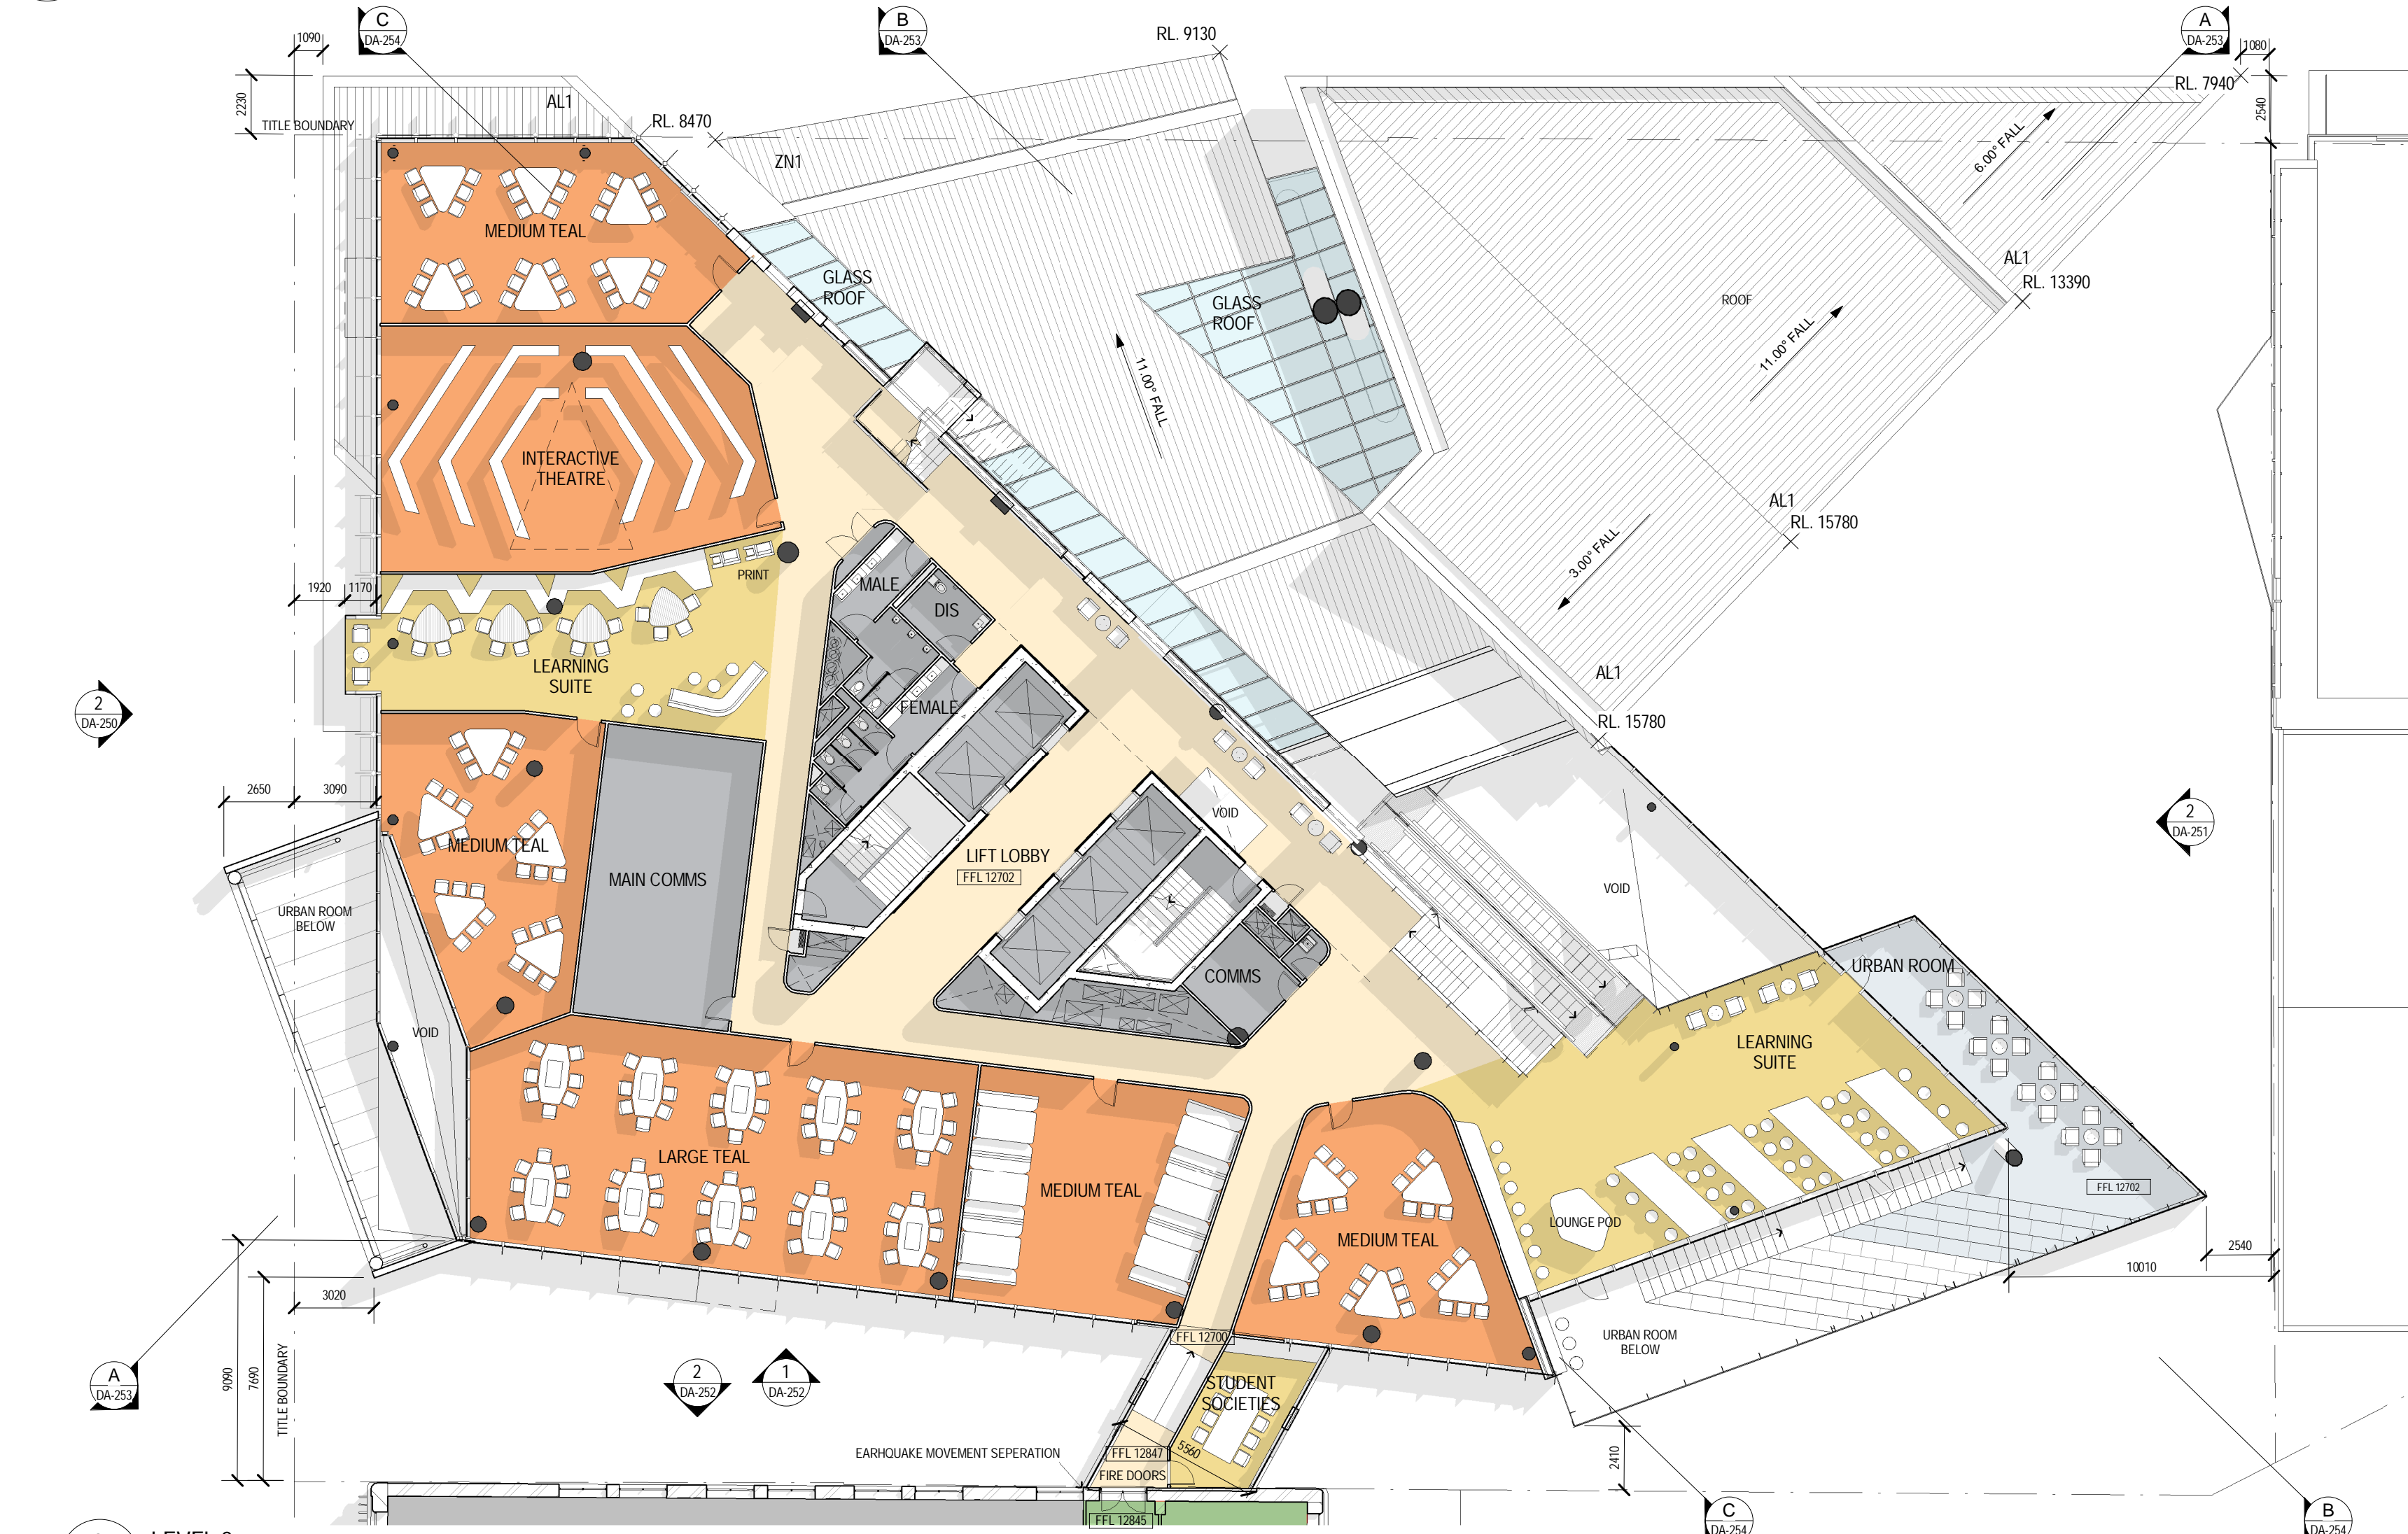 C
DA-254
B
DA-253
A
DA-253
1090
RL. 9130
1080
RL. 7940
2230
AL1
TITLE BOUNDARY
RL. 8470
2540
ZN1
6.00° FALL
MEDIUM TEAL
GLASS
ROOF
GLASS
ROOF
AL1
RL. 13390
ROOF
11.00° FALL
11.00° FALL
INTERACTIVE
THEATRE
AL1
RL. 15780
3.00° FALL
PRINT
MALE
DIS
1920
1170
LEARNING
SUITE
FEMALE
AL1
RL. 15780
2
DA-250
2650
3090
VOID
2
DA-251
MEDIUM TEAL
LIFT LOBBY
FFL 12702
MAIN COMMS
VOID
URBAN ROOM
BELOW
COMMS
URBAN ROOM
VOID
LEARNING
SUITE
LARGE TEAL
MEDIUM TEAL
FFL 12702
LOUNGE POD
MEDIUM TEAL
2540
10010
3020
FFL 12700
URBAN ROOM
BELOW
9090
7690
TITLE BOUNDARY
A
DA-253
2
DA-252
1
DA-252
STUDENT
SOCIETIES
EARHQUAKE MOVEMENT SEPERATION
FFL 12847
5560
FIRE DOORS
2410
FFL 12845
C
DA-254
B
DA-254